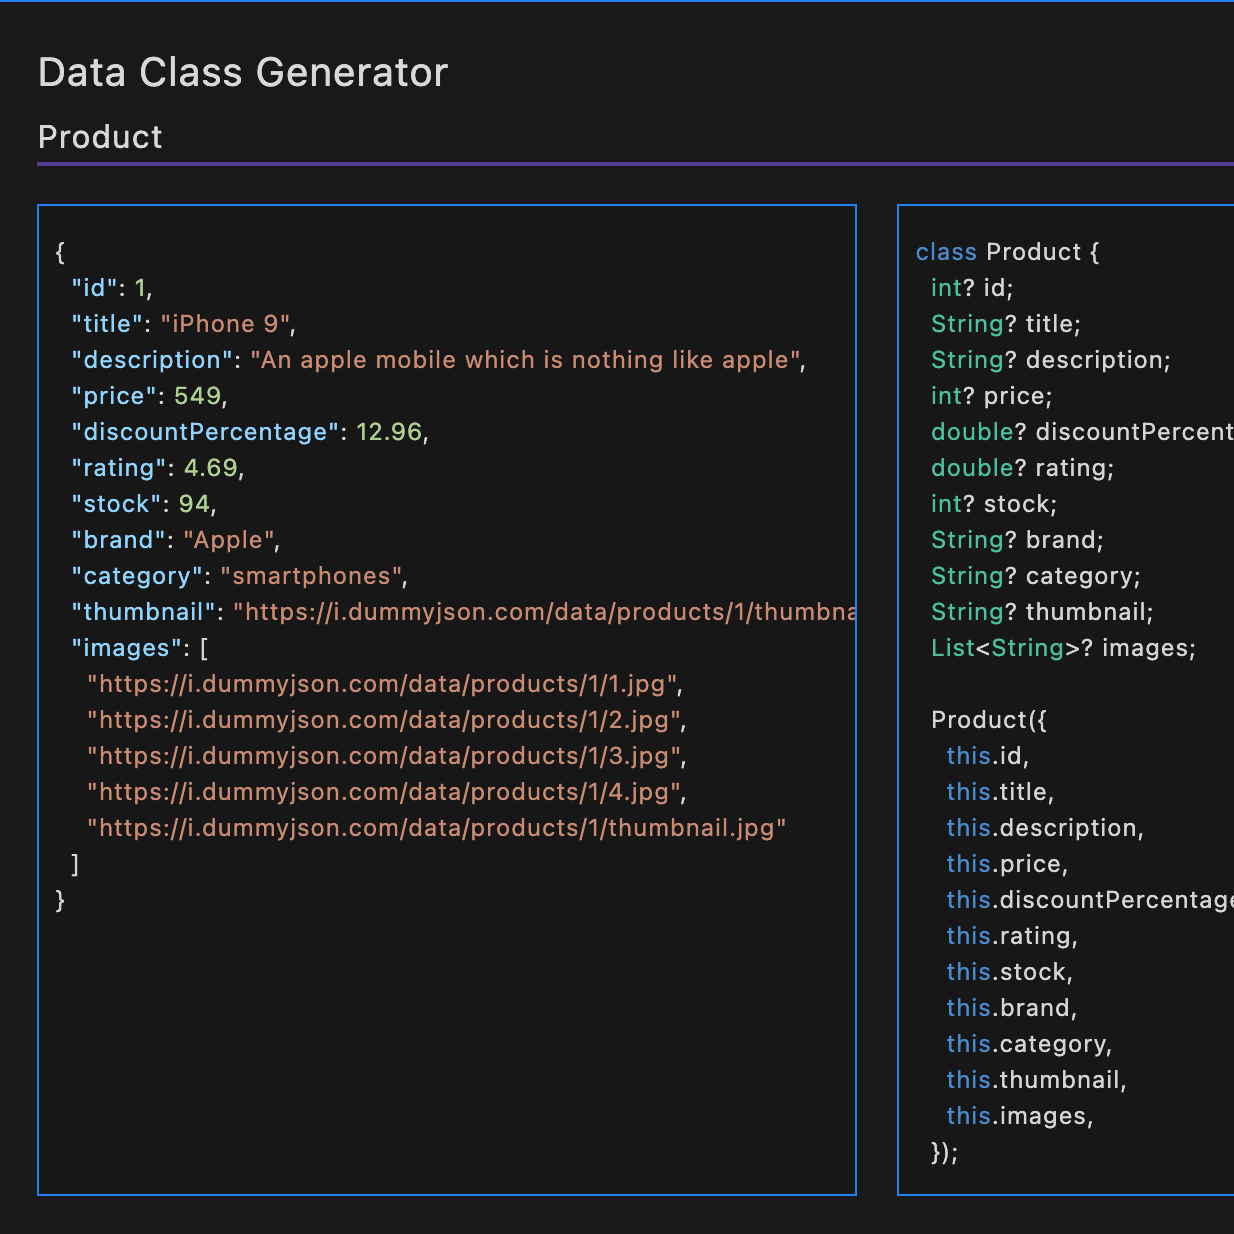 Data Class Generator
Product
{
"id": 1,
"title": "iPhone 9",
"description": "An apple mobile which is nothing like apple",
"price": 549,
"discountPercentage": 12.96,
"rating": 4.69,
"stock": 94,
"brand": "Apple",
"category": "smartphones",
"thumbnail": "https://i.dummyjson.com/data/products/1/thumbna
"images": [
"https://i.dummyjson.com/data/products/1/1.jpg",
"https://i.dummyjson.com/data/products/1/2.jpg",
"https://i.dummyjson.com/data/products/1/3.jpg",
"https://i.dummyjson.com/data/products/1/4.jpg",
"https://i.dummyjson.com/data/products/1/thumbnail.jpg"
]
}
class Product {
int? id;
String? title;
String? description;
int? price;
double? discountPercent
double? rating;
int? stock;
String? brand;
String? category;
String? thumbnail;
List<String>? images;
Product({
this.id,
this.title,
this.description,
this.price,
this.discountPercentage
this.rating,
this.stock,
this.brand,
this.category,
this.thumbnail,
this.images,
});